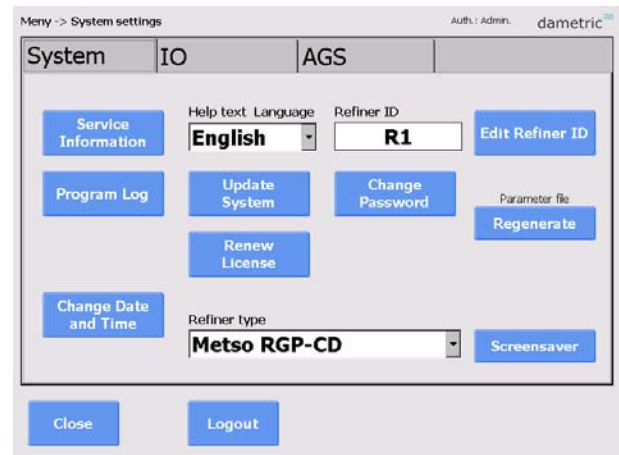 Meny -> System settings
Auth.: Admin.
dametric
System
IO
AGS
Service
Information
Help text Language
English
Refiner ID
R1
Edit Refiner ID
Program Log
Update
System
Change
Password
Parameter file
Regenerate
Renew
License
Change Date
and Time
Refiner type
Metso RGP-CD
Screensaver
Close
Logout